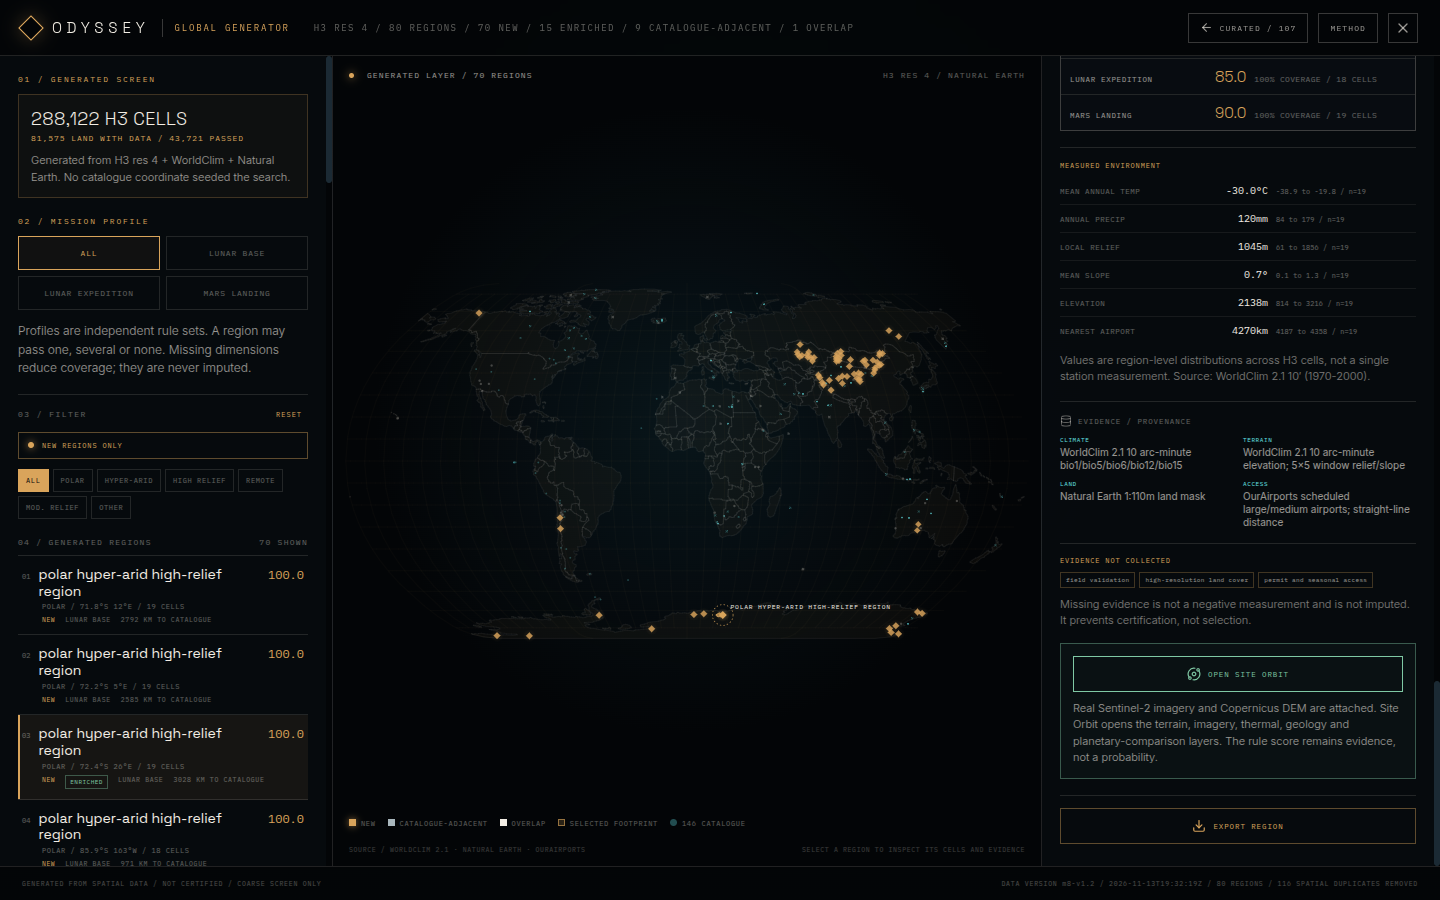 ODYSSEY
GLOBAL GENERATOR
H3 RES 4 / 80 REGIONS / 70 NEW / 15 ENRICHED / 9 CATALOGUE-ADJACENT / 1 OVERLAP
CURATED / 107
METHOD
01 / GENERATED SCREEN
288,122 H3 CELLS
81,575 LAND WITH DATA / 43,721 PASSED
Generated from H3 res 4 + WorldClim + Natural
Earth. No catalogue coordinate seeded the search.
02 / MISSION PROFILE
ALL
LUNAR BASE
LUNAR EXPEDITION
MARS LANDING
Profiles are independent rule sets. A region may
pass one, several or none. Missing dimensions
reduce coverage; they are never imputed.
03 / FILTER
RESET
NEW REGIONS ONLY
ALL
POLAR
HYPER-ARID
HIGH RELIEF
REMOTE
MOD. RELIEF
OTHER
04 / GENERATED REGIONS
70 SHOWN
01 polar hyper-arid high-relief 100.0
region
POLAR / 71.8°S 12°E / 19 CELLS
NEW LUNAR BASE 2792 KM TO CATALOGUE
02 polar hyper-arid high-relief 100.0
region
POLAR / 72.2°S 5°E / 19 CELLS
NEW LUNAR BASE 2585 KM TO CATALOGUE
03 polar hyper-arid high-relief 100.0
region
POLAR / 72.4°S 26°E / 19 CELLS
NEW ENRICHED LUNAR BASE 3028 KM TO CATALOGUE
04 polar hyper-arid high-relief 100.0
region
POLAR / 85.9°S 163°W / 18 CELLS
NEW LUNAR BASE 971 KM TO CATALOGUE
GENERATED LAYER / 70 REGIONS
H3 RES 4 / NATURAL EARTH
POLAR HYPER-ARID HIGH-RELIEF REGION
NEW
CATALOGUE-ADJACENT
OVERLAP
SELECTED FOOTPRINT
146 CATALOGUE
SOURCE / WORLDCLIM 2.1 · NATURAL EARTH · OURAIRPORTS
SELECT A REGION TO INSPECT ITS CELLS AND EVIDENCE
LUNAR EXPEDITION 85.0 100% COVERAGE / 18 CELLS
MARS LANDING 90.0 100% COVERAGE / 19 CELLS
MEASURED ENVIRONMENT
MEAN ANNUAL TEMP -30.0°C -38.9 to -19.8 / n=19
ANNUAL PRECIP 120mm 84 to 179 / n=19
LOCAL RELIEF 1045m 61 to 1856 / n=19
MEAN SLOPE 0.7° 0.1 to 1.3 / n=19
ELEVATION 2138m 814 to 3216 / n=19
NEAREST AIRPORT 4270km 4187 to 4358 / n=19
Values are region-level distributions across H3 cells, not a single
station measurement. Source: WorldClim 2.1 10' (1970-2000).
EVIDENCE / PROVENANCE
CLIMATE
WorldClim 2.1 10 arc-minute
bio1/bio5/bio6/bio12/bio15
TERRAIN
WorldClim 2.1 10 arc-minute
elevation; 5×5 window relief/slope
LAND
Natural Earth 1:110m land mask
ACCESS
OurAirports scheduled
large/medium airports; straight-line
distance
EVIDENCE NOT COLLECTED
field validation
high-resolution land cover
permit and seasonal access
Missing evidence is not a negative measurement and is not imputed.
It prevents certification, not selection.
OPEN SITE ORBIT
Real Sentinel-2 imagery and Copernicus DEM are attached. Site
Orbit opens the terrain, imagery, thermal, geology and
planetary-comparison layers. The rule score remains evidence,
not a probability.
EXPORT REGION
GENERATED FROM SPATIAL DATA / NOT CERTIFIED / COARSE SCREEN ONLY
DATA VERSION m8-v1.2 / 2026-11-13T19:32:19Z / 80 REGIONS / 116 SPATIAL DUPLICATES REMOVED